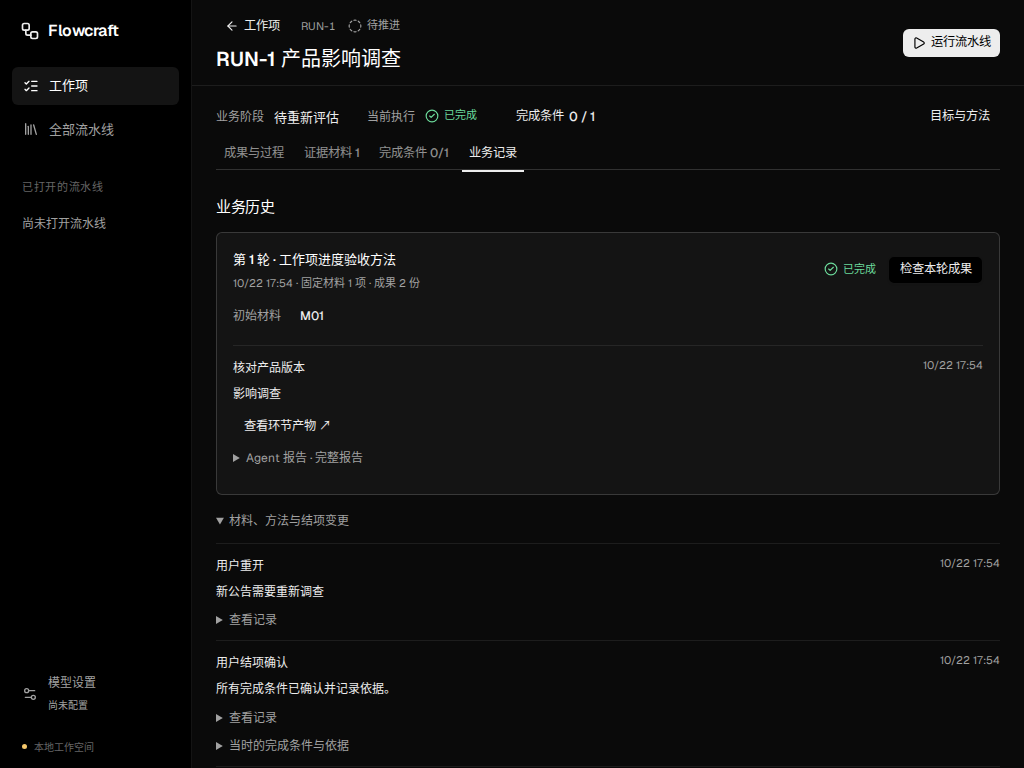 Flowcraft
工作项
全部流水线
已打开的流水线
尚未打开流水线
模型设置
尚未配置
本地工作空间
← 工作项 RUN-1 待推进
RUN-1 产品影响调查
运行流水线
业务阶段 待重新评估 当前执行 已完成 完成条件 0 / 1
目标与方法
成果与过程 证据材料 1 完成条件 0/1 业务记录
业务历史
第 1 轮 · 工作项进度验收方法
10/22 17:54 · 固定材料 1 项 · 成果 2 份
已完成 检查本轮成果
初始材料 M01
核对产品版本 10/22 17:54
影响调查
查看环节产物 ↗
▶ Agent 报告 · 完整报告
▼ 材料、方法与结项变更
用户重开 10/22 17:54
新公告需要重新调查
▶ 查看记录
用户结项确认 10/22 17:54
所有完成条件已确认并记录依据。
▶ 查看记录
▶ 当时的完成条件与依据